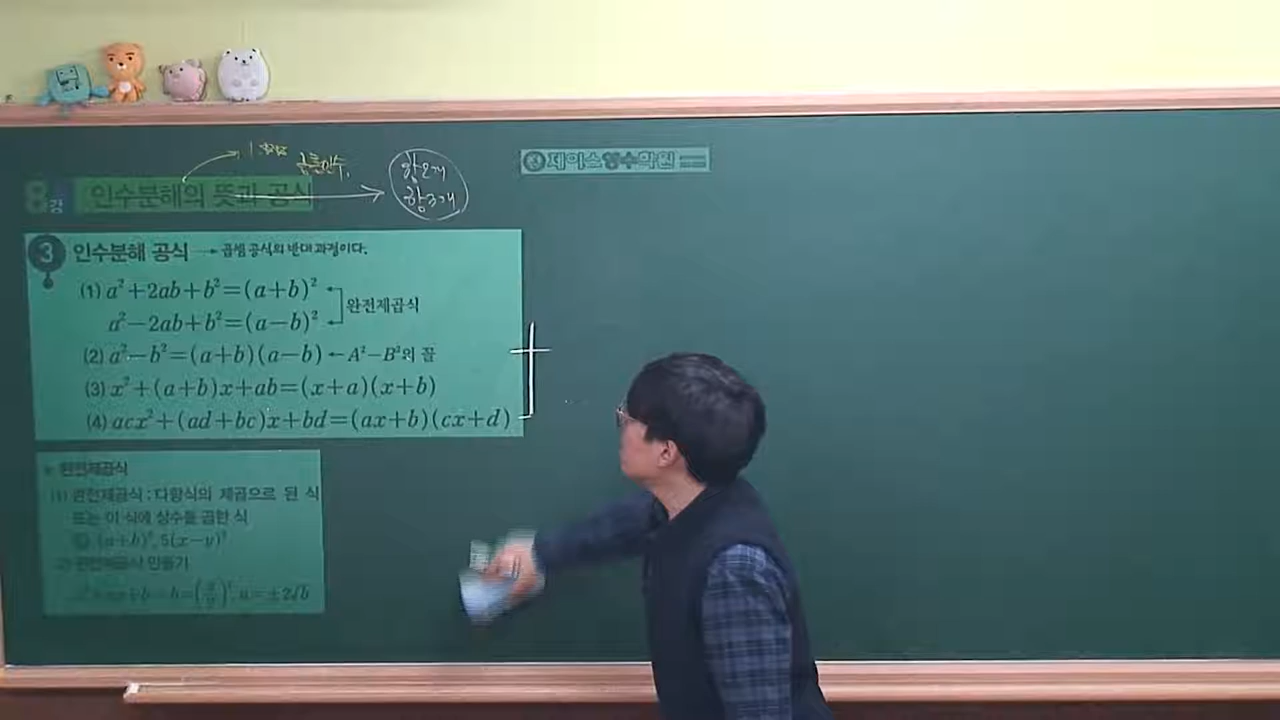 공통인수,
항2개
항3개
제이스영수학원
8강 인수분해의 뜻과 공식
3 인수분해 공식 → 곱셈 공식의 반대 과정이다.
(1) a²+2ab+b²=(a+b)²
a²−2ab+b²=(a−b)²
완전제곱식
(2) a²−b²=(a+b)(a−b) ← A²−B²의 꼴
(3) x²+(a+b)x+ab=(x+a)(x+b)
(4) acx²+(ad+bc)x+bd=(ax+b)(cx+d)
완전제곱식
(1) 완전제곱식 : 다항식의 제곱으로 된 식
또는 이 식에 상수를 곱한 식
(a+b)², 5(x−y)²
(2) 완전제곱식 만들기